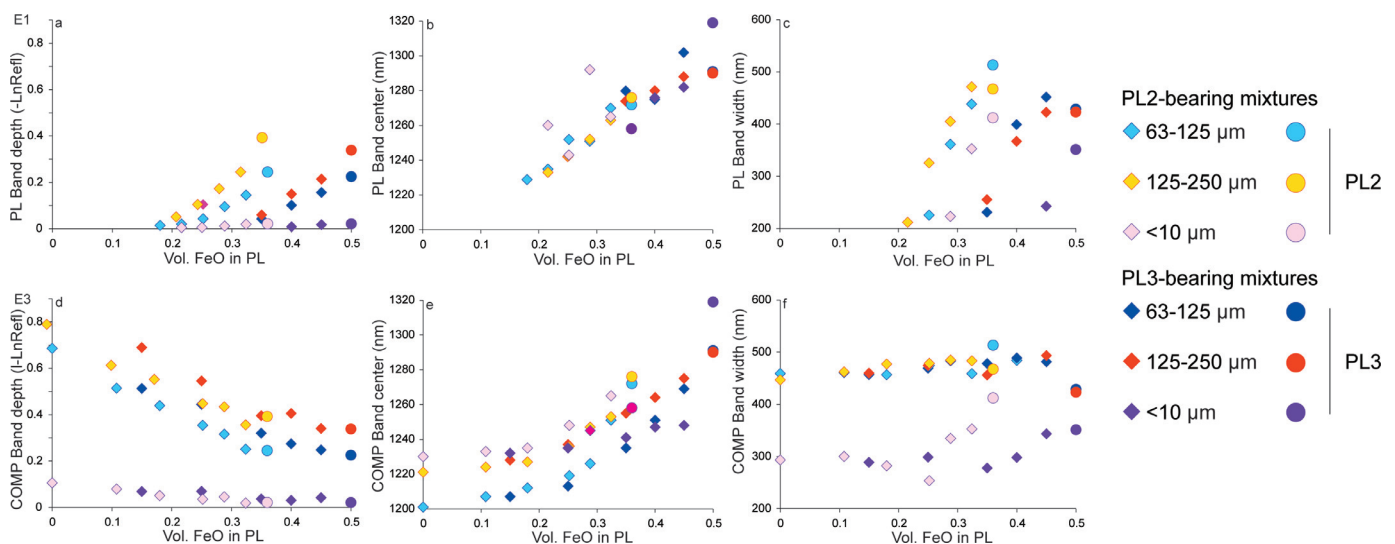 E1
a
PL Band depth (-LnRefl)
0.8
0.6
0.4
0.2
0
0
0.1
0.2
0.3
0.4
0.5
Vol. FeO in PL
b
PL Band center (nm)
1320
1300
1280
1260
1240
1220
1200
0
0.1
0.2
0.3
0.4
0.5
Vol. FeO in PL
c
PL Band width (nm)
600
500
400
300
200
0
0.1
0.2
0.3
0.4
0.5
Vol. FeO in PL
E3
d
COMP Band depth (l-LnRefl)
0.8
0.6
0.4
0.2
0
0
0.1
0.2
0.3
0.4
0.5
Vol. FeO in PL
e
COMP Band center (nm)
1320
1300
1280
1260
1240
1220
1200
0
0.1
0.2
0.3
0.4
0.5
Vol. FeO in PL
f
COMP Band width (nm)
600
500
400
300
200
0
0.1
0.2
0.3
0.4
0.5
Vol. FeO in PL
PL2-bearing mixtures
63-125 µm
125-250 µm
<10 µm
PL2
PL3-bearing mixtures
63-125 µm
125-250 µm
<10 µm
PL3